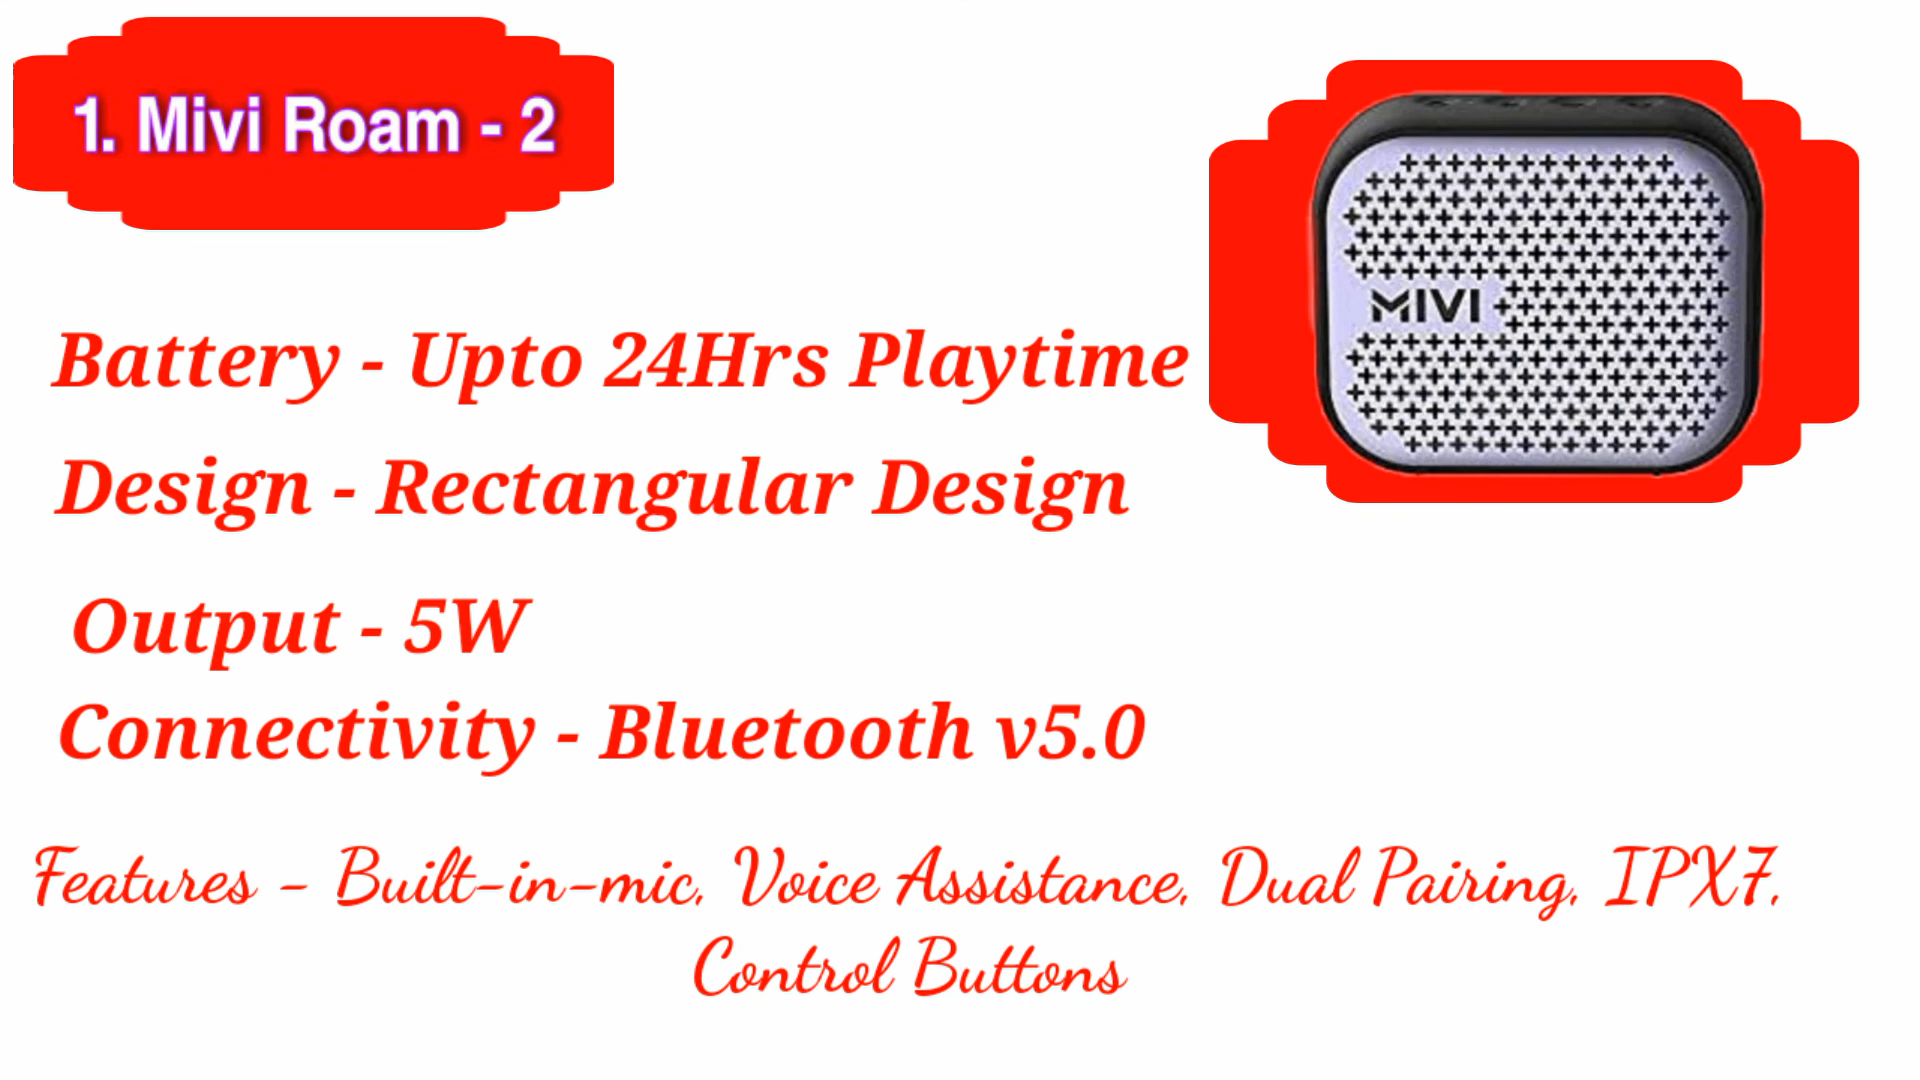 1. Mivi Roam - 2
MIVI
Battery - Upto 24Hrs Playtime
Design - Rectangular Design
Output - 5W
Connectivity - Bluetooth v5.0
Features - Built-in-mic, Voice Assistance, Dual Pairing, IPX7,
Control Buttons